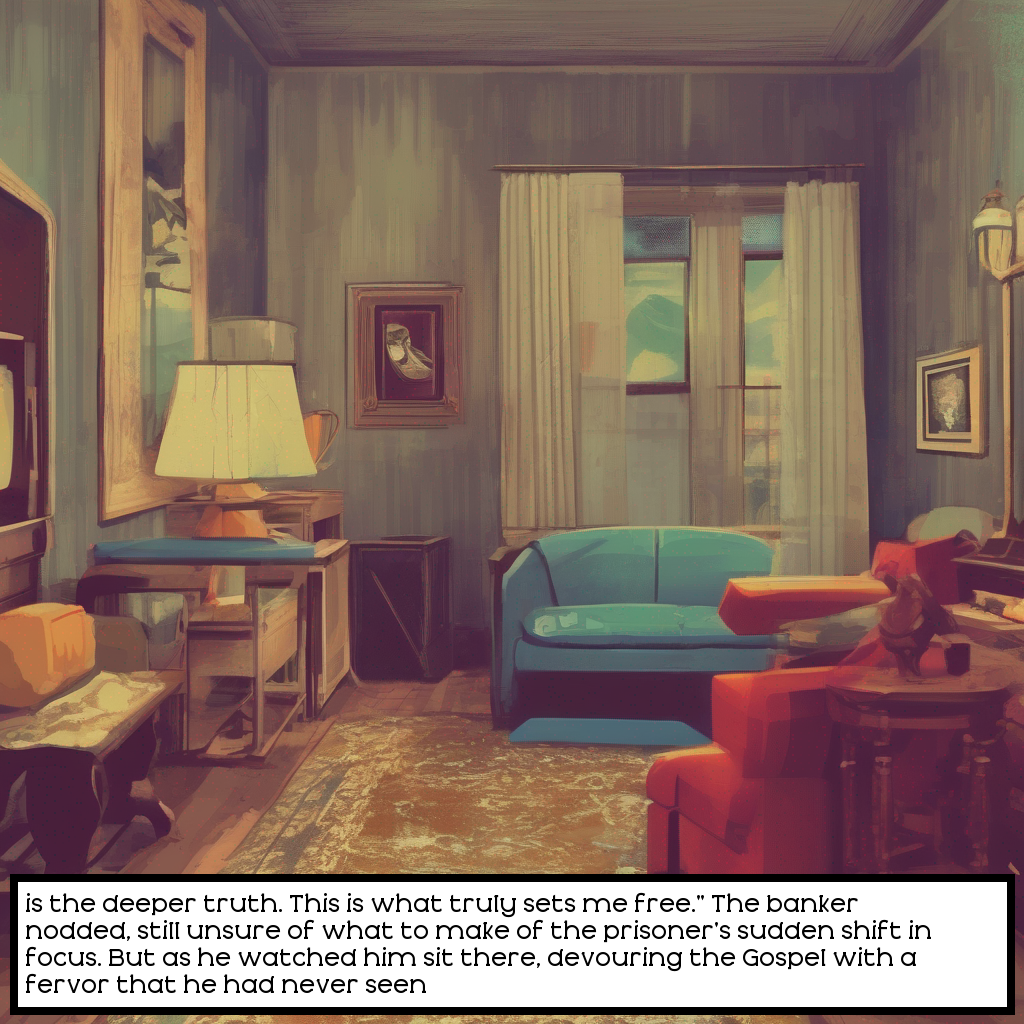 is the deeper truth. This is what truly sets me free." The banker
nodded, still unsure of what to make of the prisoner's sudden shift in
focus. But as he watched him sit there, devouring the Gospel with a
fervor that he had never seen